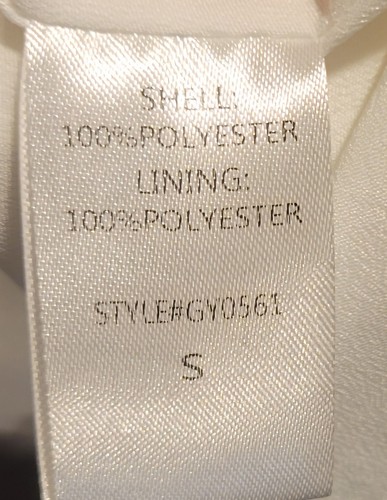 SHELL:
100%POLYESTER
LINING:
100%POLYESTER
STYLE#GY0561
S